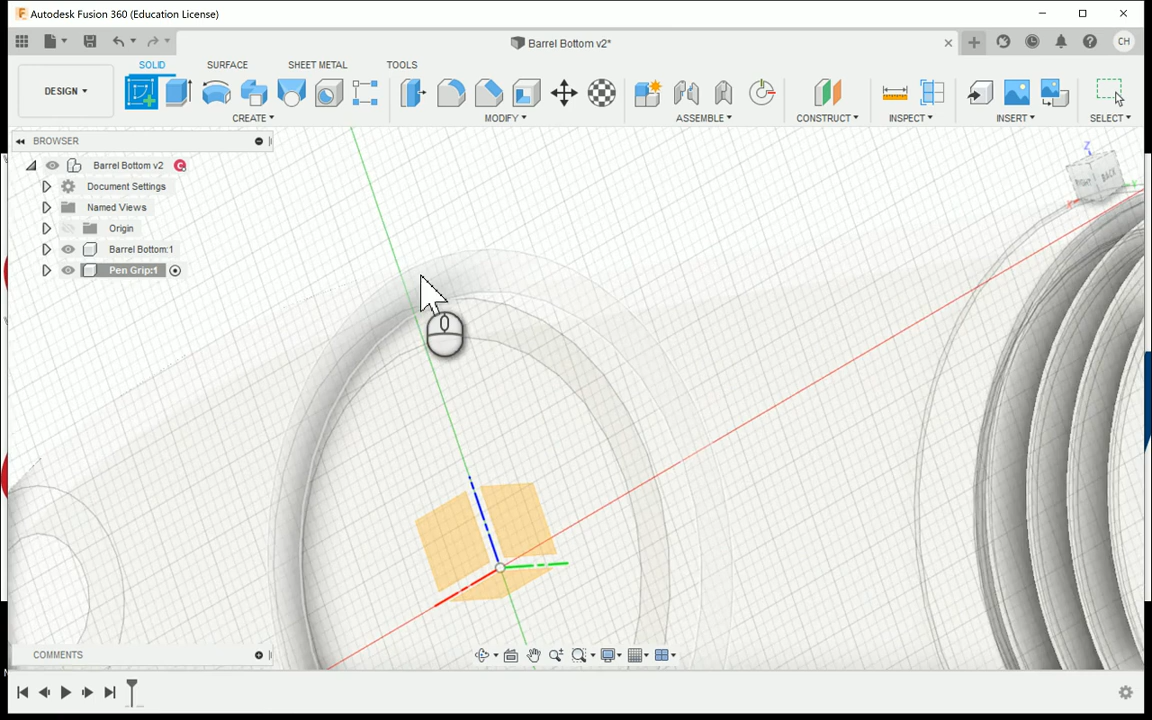 Autodesk Fusion 360 (Education License)
Barrel Bottom v2*
CH
SOLID
SURFACE
SHEET METAL
TOOLS
DESIGN
CREATE
MODIFY
ASSEMBLE
CONSTRUCT
INSPECT
INSERT
SELECT
BROWSER
Barrel Bottom v2
C
Document Settings
Named Views
Origin
Barrel Bottom:1
Pen Grip:1
Z
RIGHT
BACK
COMMENTS